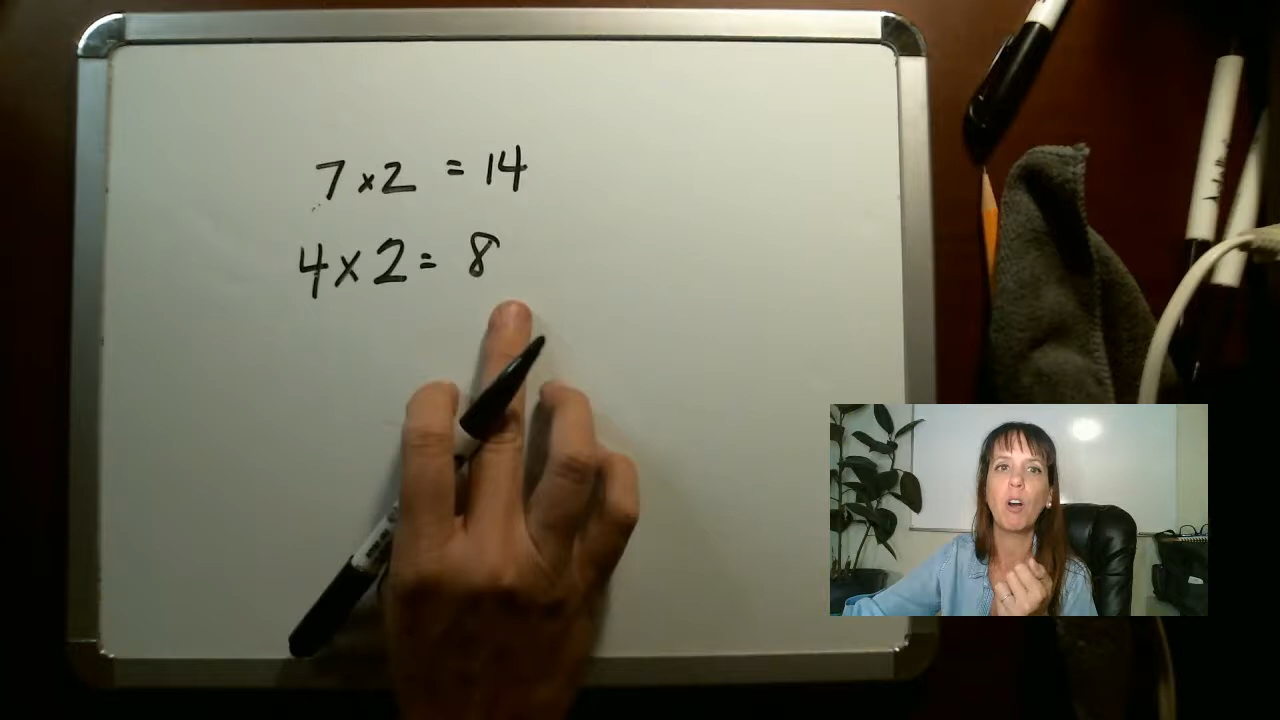 7 x 2 = 14
4 x 2 = 8